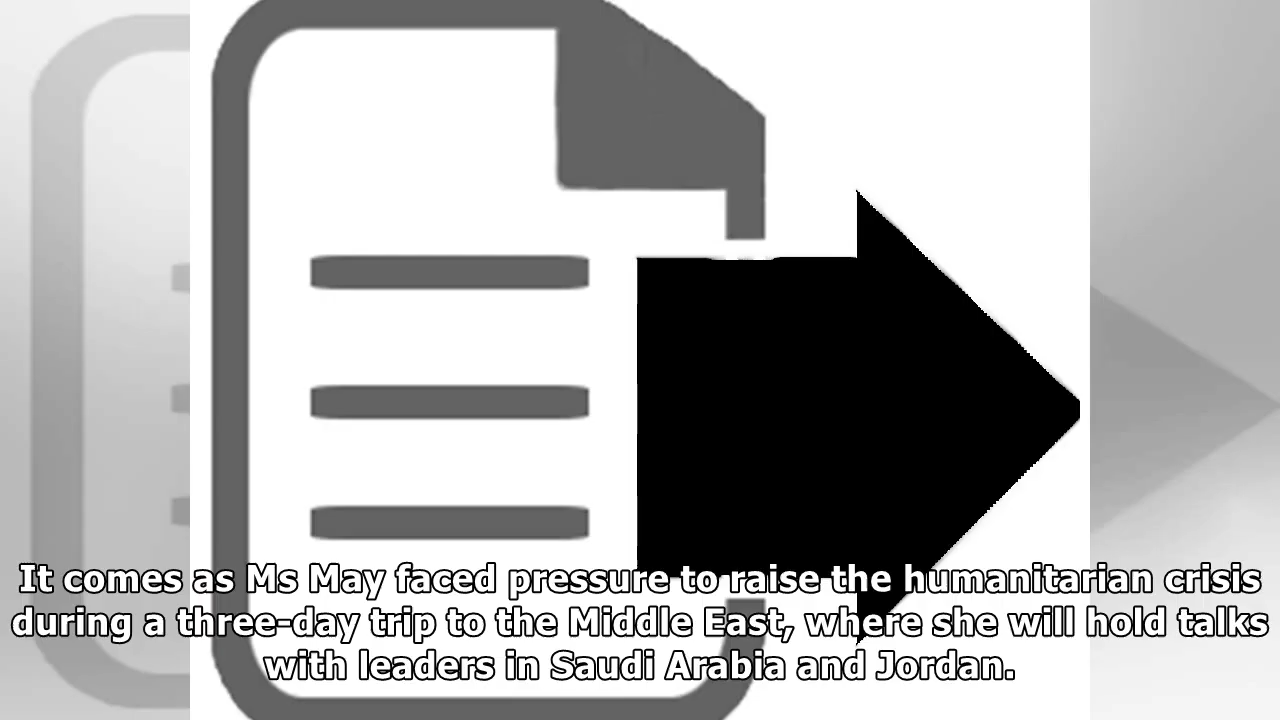 It comes as Ms May faced pressure to raise the humanitarian crisis
during a three-day trip to the Middle East, where she will hold talks
with leaders in Saudi Arabia and Jordan.